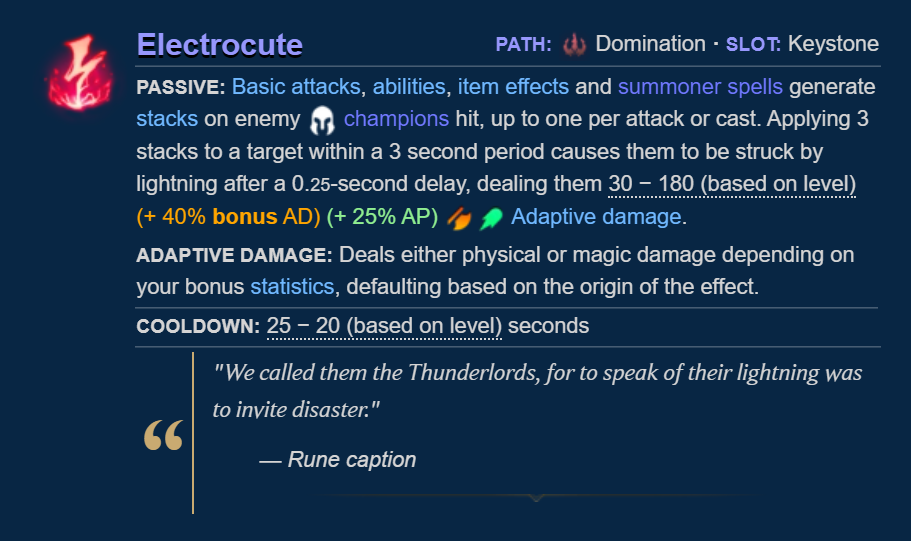 Electrocute
PATH: Domination · SLOT: Keystone
PASSIVE: Basic attacks, abilities, item effects and summoner spells generate
stacks on enemy champions hit, up to one per attack or cast. Applying 3
stacks to a target within a 3 second period causes them to be struck by
lightning after a 0.25-second delay, dealing them 30 − 180 (based on level)
(+ 40% bonus AD) (+ 25% AP) Adaptive damage.
ADAPTIVE DAMAGE: Deals either physical or magic damage depending on
your bonus statistics, defaulting based on the origin of the effect.
COOLDOWN: 25 − 20 (based on level) seconds
"We called them the Thunderlords, for to speak of their lightning was
to invite disaster."
— Rune caption